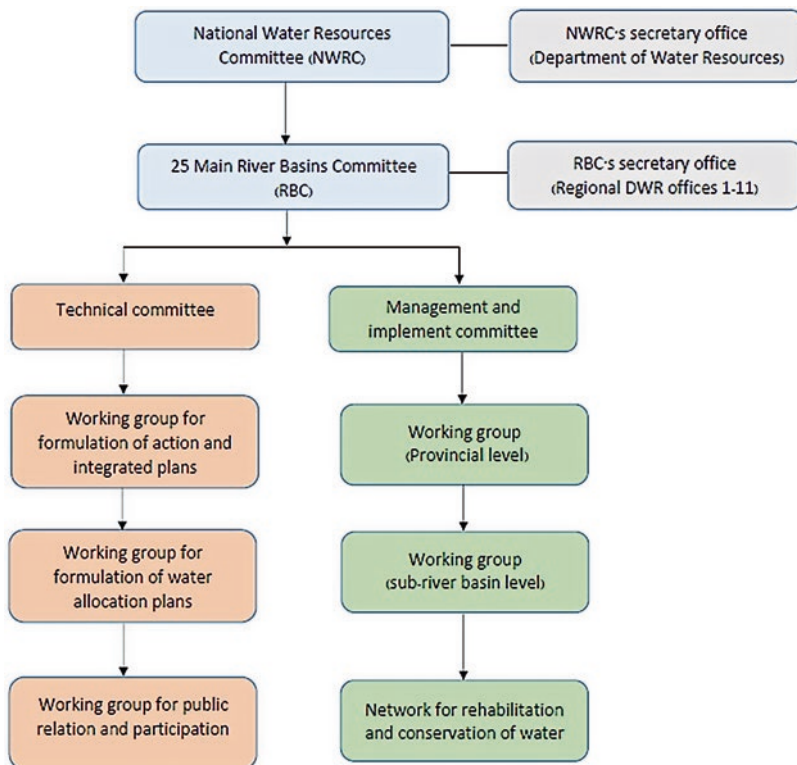 National Water Resources
Committee (NWRC)
NWRC's secretary office
(Department of Water Resources)
25 Main River Basins Committee
(RBC)
RBC's secretary office
(Regional DWR offices 1-11)
Technical committee
Management and
implement committee
Working group for
formulation of action and
integrated plans
Working group
(Provincial level)
Working group for
formulation of water
allocation plans
Working group
(sub-river basin level)
Working group for public
relation and participation
Network for rehabilitation
and conservation of water